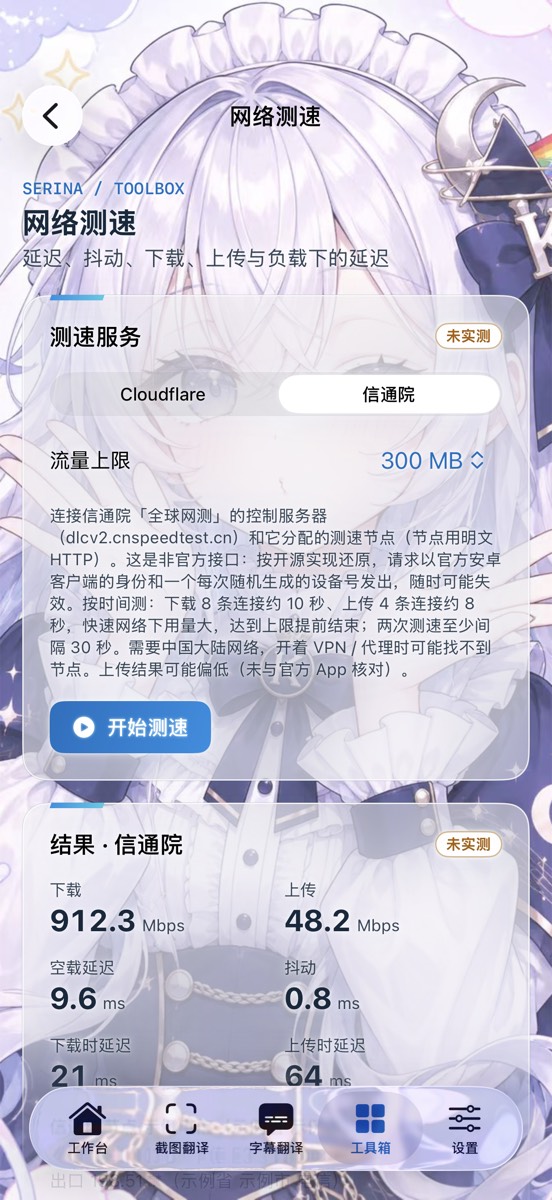 网络测速
SERINA / TOOLBOX
网络测速
延迟、抖动、下载、上传与负载下的延迟
测速服务
未实测
Cloudflare
信通院
流量上限
300 MB
连接信通院「全球网测」的控制服务器
（dlcv2.cnspeedtest.cn）和它分配的测速节点（节点用明文
HTTP）。这是非官方接口：按开源实现还原，请求以官方安卓
客户端的身份和一个每次随机生成的设备号发出，随时可能失
效。按时间测：下载 8 条连接约 10 秒、上传 4 条连接约 8
秒，快速网络下用量大，达到上限提前结束；两次测速至少间
隔 30 秒。需要中国大陆网络，开着 VPN / 代理时可能找不到
节点。上传结果可能偏低（未与官方 App 核对）。
开始测速
结果 · 信通院
未实测
下载
上传
912.3 Mbps
48.2 Mbps
空载延迟
抖动
9.6 ms
0.8 ms
下载时延迟
上传时延迟
21 ms
64 ms
工作台
截图翻译
字幕翻译
工具箱
设置
出口